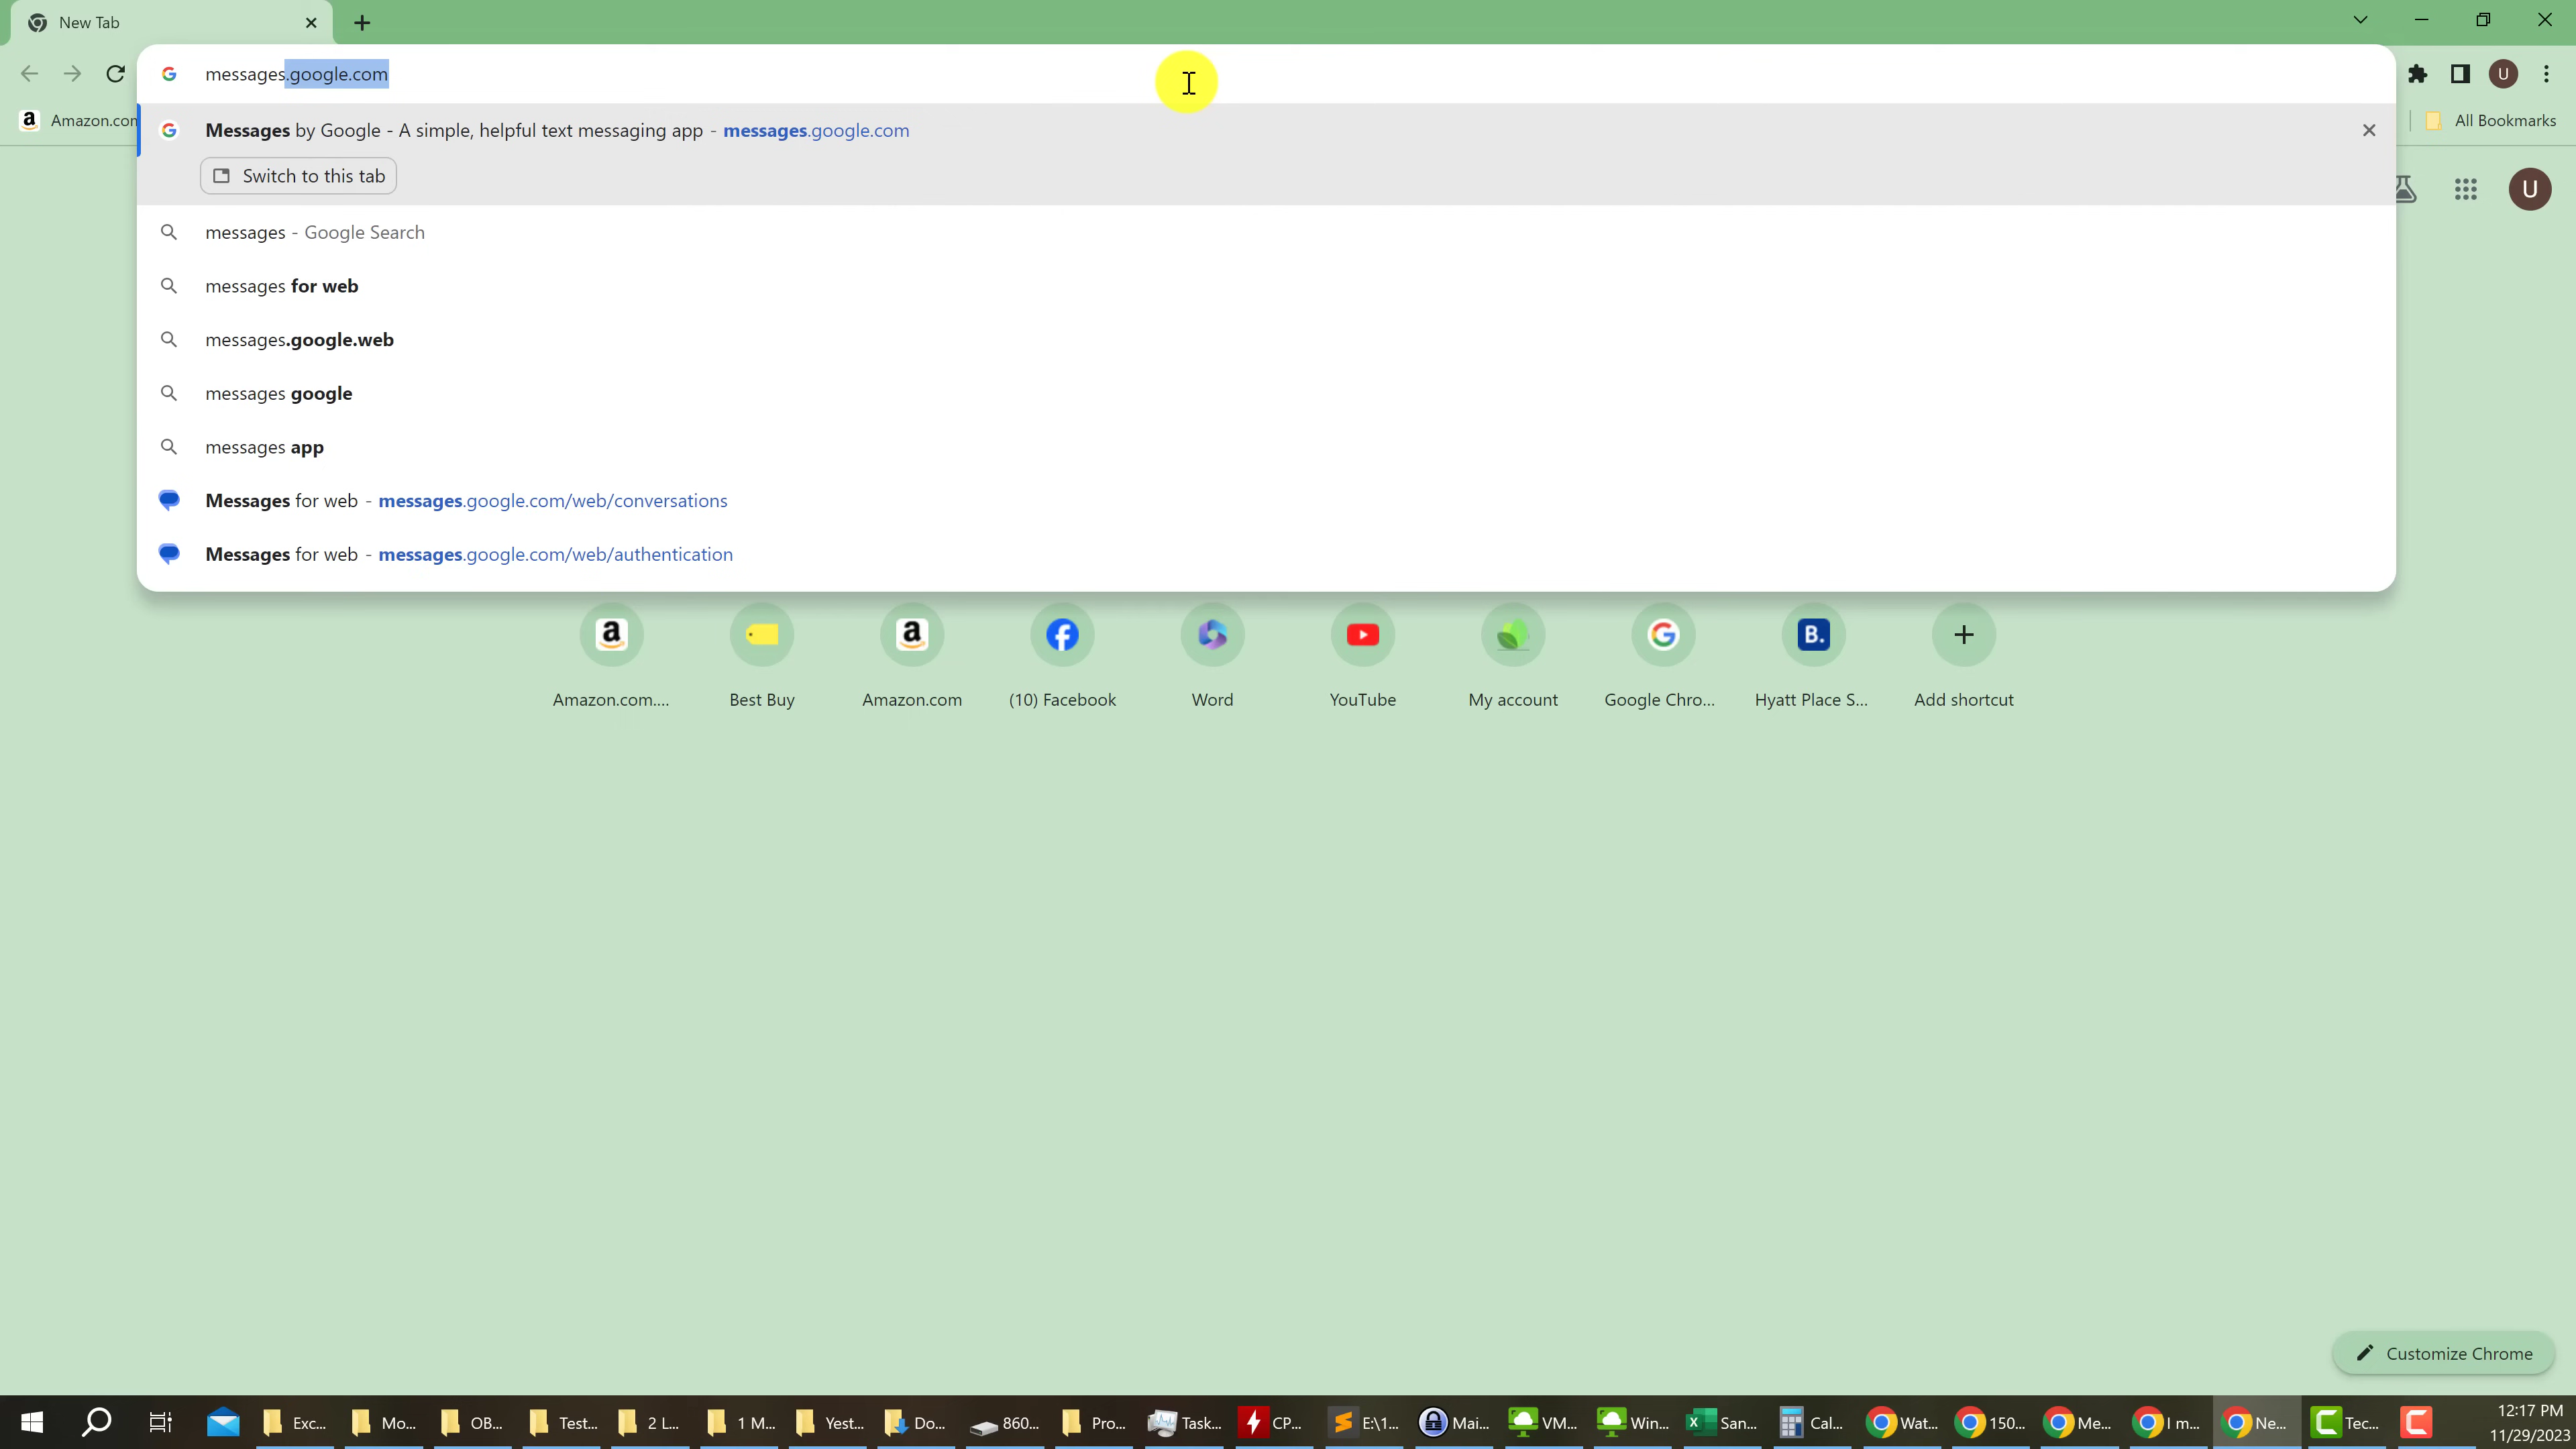 New Tab
messages.google.com
Amazon.com
All Bookmarks
U
Messages by Google - A simple, helpful text messaging app - messages.google.com
Switch to this tab
U
messages - Google Search
messages for web
messages.google.web
messages google
messages app
Messages for web - messages.google.com/web/conversations
Messages for web - messages.google.com/web/authentication
Amazon.com.... Best Buy Amazon.com (10) Facebook Word YouTube My account Google Chro... Hyatt Place S... Add shortcut
Customize Chrome
Exc... Mo... OB... Test... 2 L... 1 M... Yest... Do... 860... Pro... Task... CP... E:\1... Mai... VM... Win... San... Cal... Wat... 150... Me... I m... Ne... Tec... 12:17 PM
11/29/2023